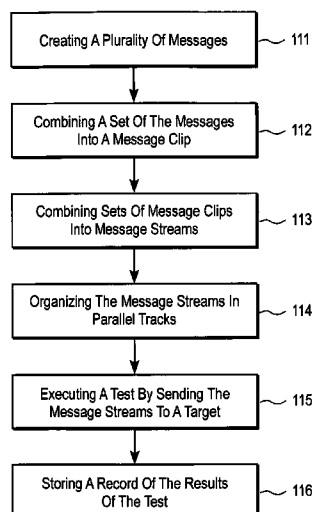 Creating A Plurality Of Messages
111
Combining A Set Of The Messages
Into A Message Clip
112
Combining Sets Of Message Clips
Into Message Streams
113
Organizing The Message Streams In
Parallel Tracks
114
Executing A Test By Sending The
Message Streams To A Target
115
Storing A Record Of The Results
Of The Test
116